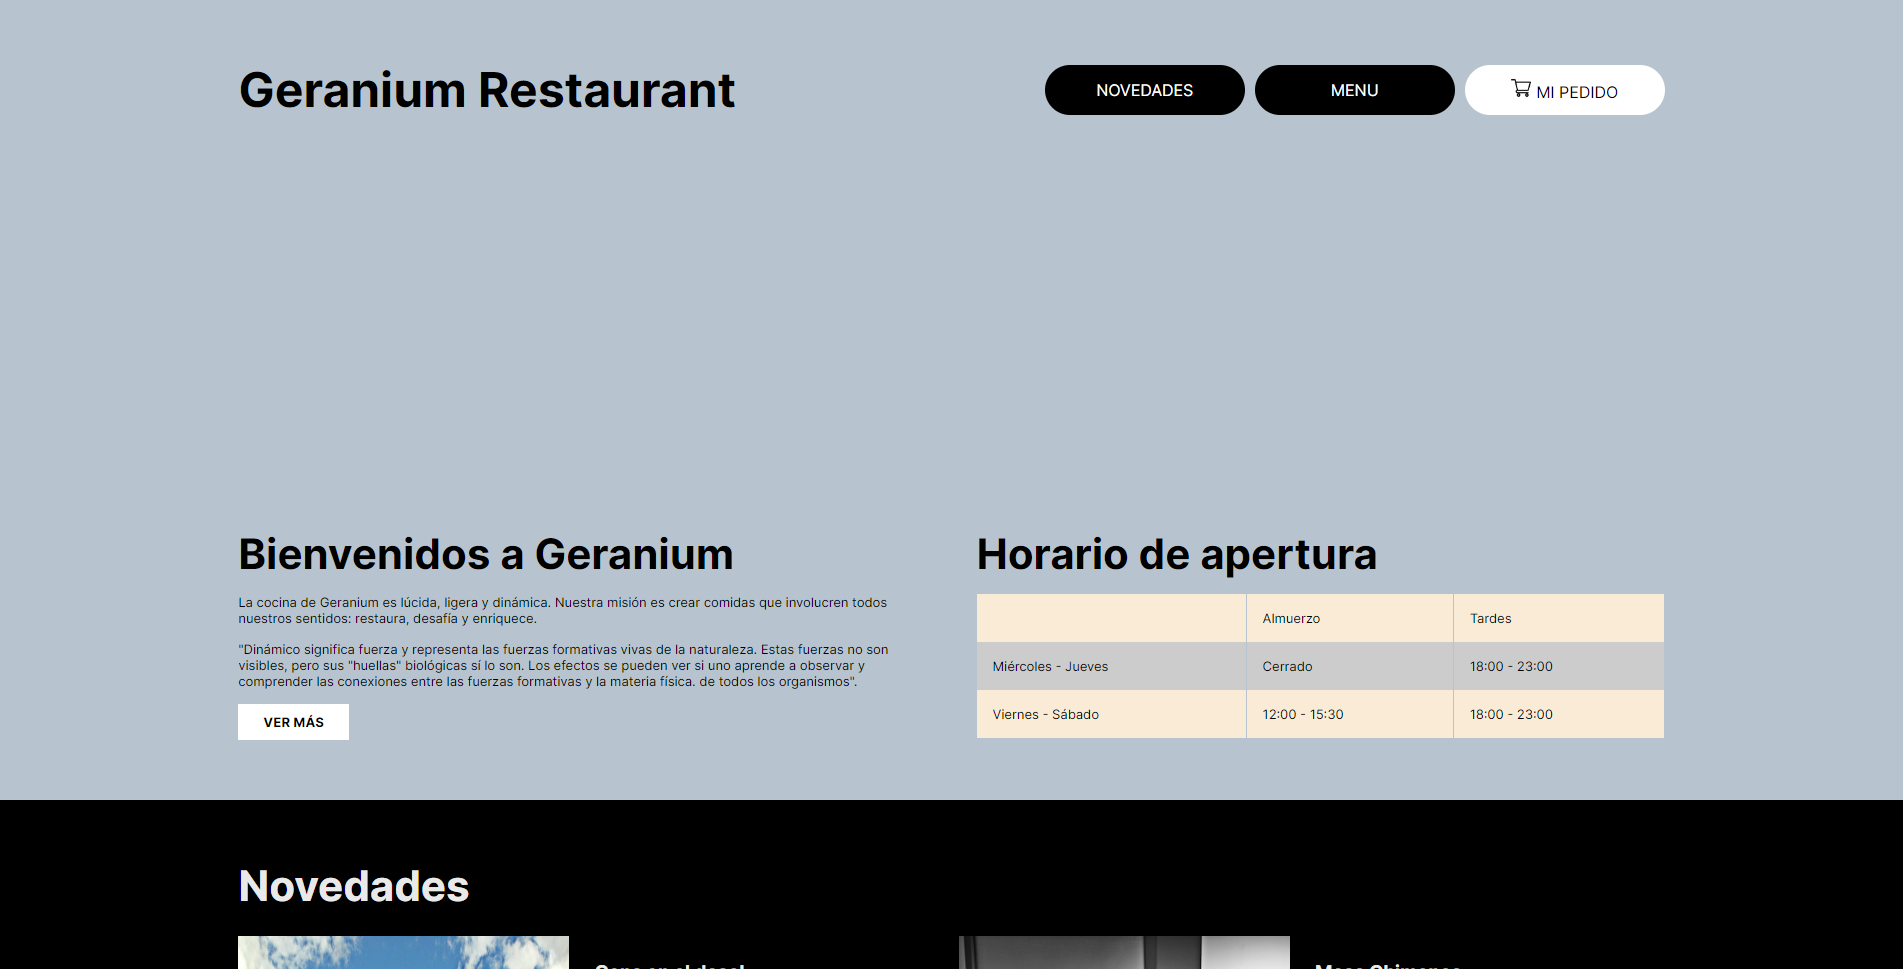 Geranium Restaurant
NOVEDADES
MENU
MI PEDIDO
Bienvenidos a Geranium
La cocina de Geranium es lúcida, ligera y dinámica. Nuestra misión es crear comidas que involucren todos
nuestros sentidos: restaura, desafía y enriquece.
"Dinámico significa fuerza y representa las fuerzas formativas vivas de la naturaleza. Estas fuerzas no son
visibles, pero sus "huellas" biológicas sí lo son. Los efectos se pueden ver si uno aprende a observar y
comprender las conexiones entre las fuerzas formativas y la materia física. de todos los organismos".
VER MÁS
Horario de apertura
Almuerzo Tardes
Miércoles - Jueves Cerrado 18:00 - 23:00
Viernes - Sábado 12:00 - 15:30 18:00 - 23:00
Novedades